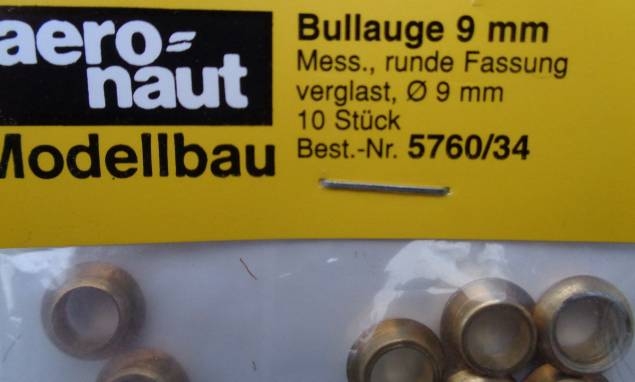 aero-
naut
Modellbau
Bullauge 9 mm
Mess., runde Fassung
verglast, Ø 9 mm
10 Stück
Best.-Nr. 5760/34